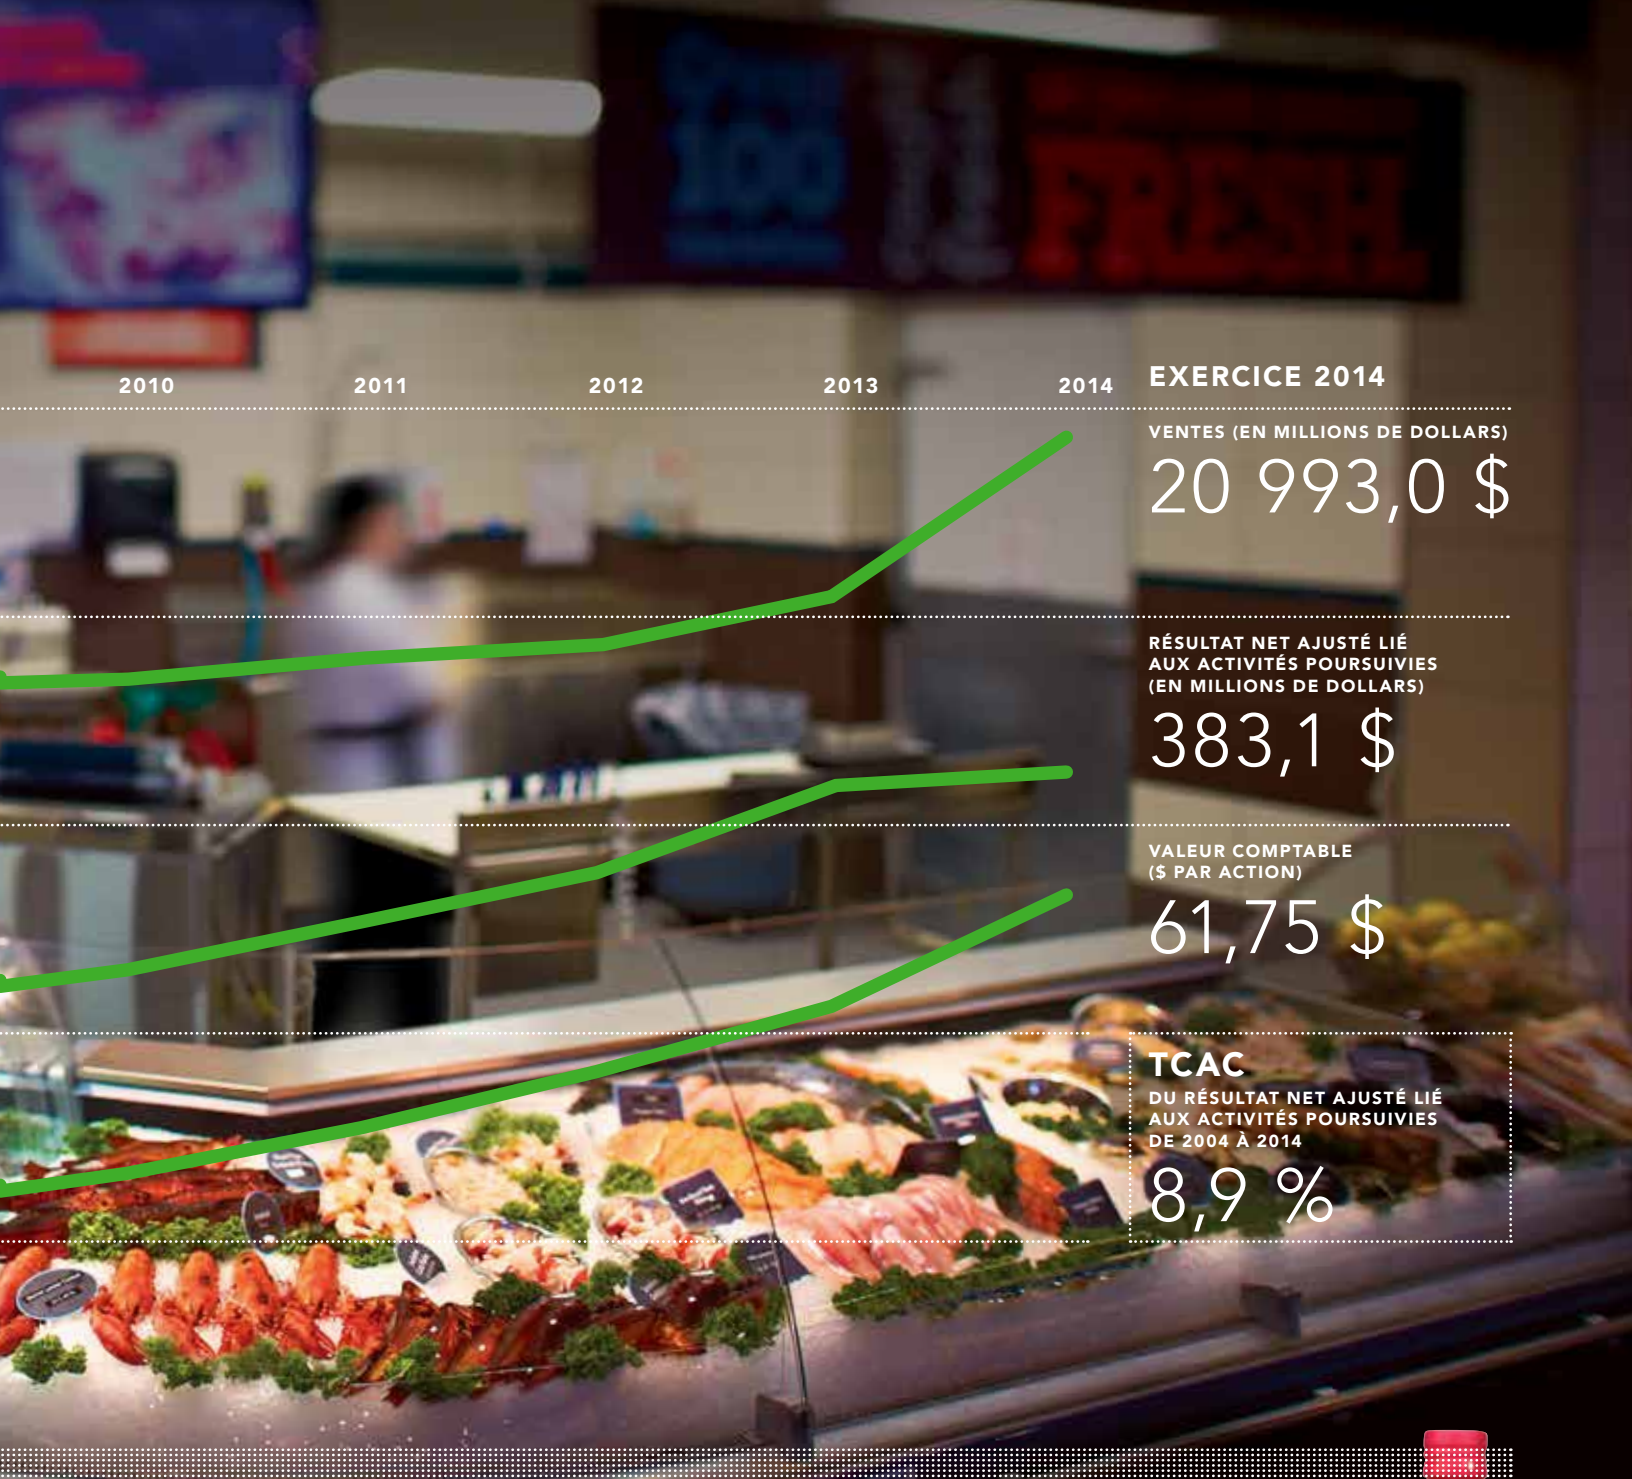 100
FRESH
2010 2011 2012 2013 2014
EXERCICE 2014
VENTES (EN MILLIONS DE DOLLARS)
20 993,0 $
RÉSULTAT NET AJUSTÉ LIÉ
AUX ACTIVITÉS POURSUIVIES
(EN MILLIONS DE DOLLARS)
383,1 $
VALEUR COMPTABLE
($ PAR ACTION)
61,75 $
TCAC
DU RÉSULTAT NET AJUSTÉ LIÉ
AUX ACTIVITÉS POURSUIVIES
DE 2004 À 2014
8,9 %